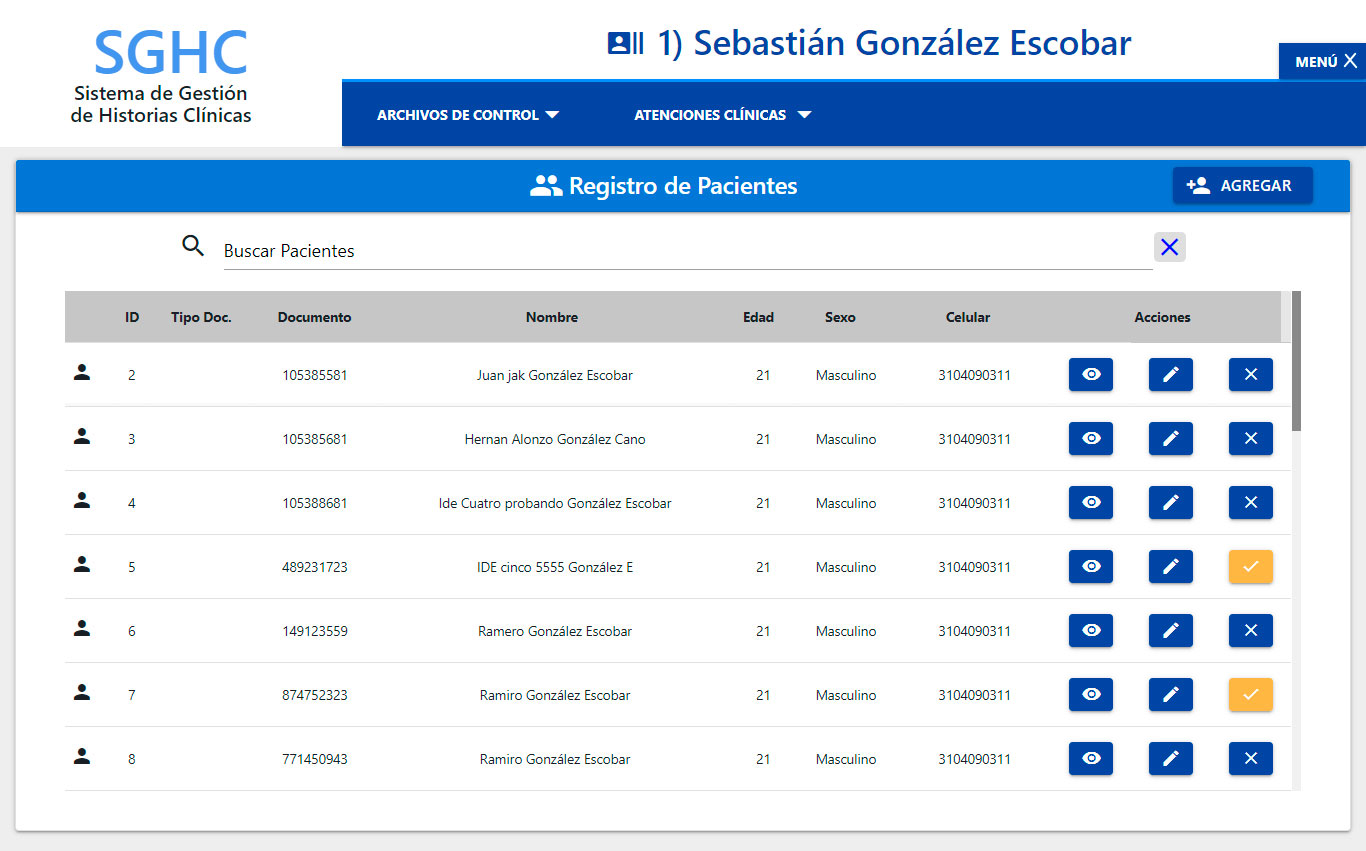 SGHC
Sistema de Gestión
de Historias Clínicas
1) Sebastián González Escobar
MENÚ X
ARCHIVOS DE CONTROL
ATENCIONES CLÍNICAS
Registro de Pacientes
AGREGAR
Buscar Pacientes
ID Tipo Doc. Documento Nombre Edad Sexo Celular Acciones
2 105385581 Juan jak González Escobar 21 Masculino 3104090311
3 105385681 Hernan Alonzo González Cano 21 Masculino 3104090311
4 105388681 Ide Cuatro probando González Escobar 21 Masculino 3104090311
5 489231723 IDE cinco 5555 González E 21 Masculino 3104090311
6 149123559 Ramero González Escobar 21 Masculino 3104090311
7 874752323 Ramiro González Escobar 21 Masculino 3104090311
8 771450943 Ramiro González Escobar 21 Masculino 3104090311